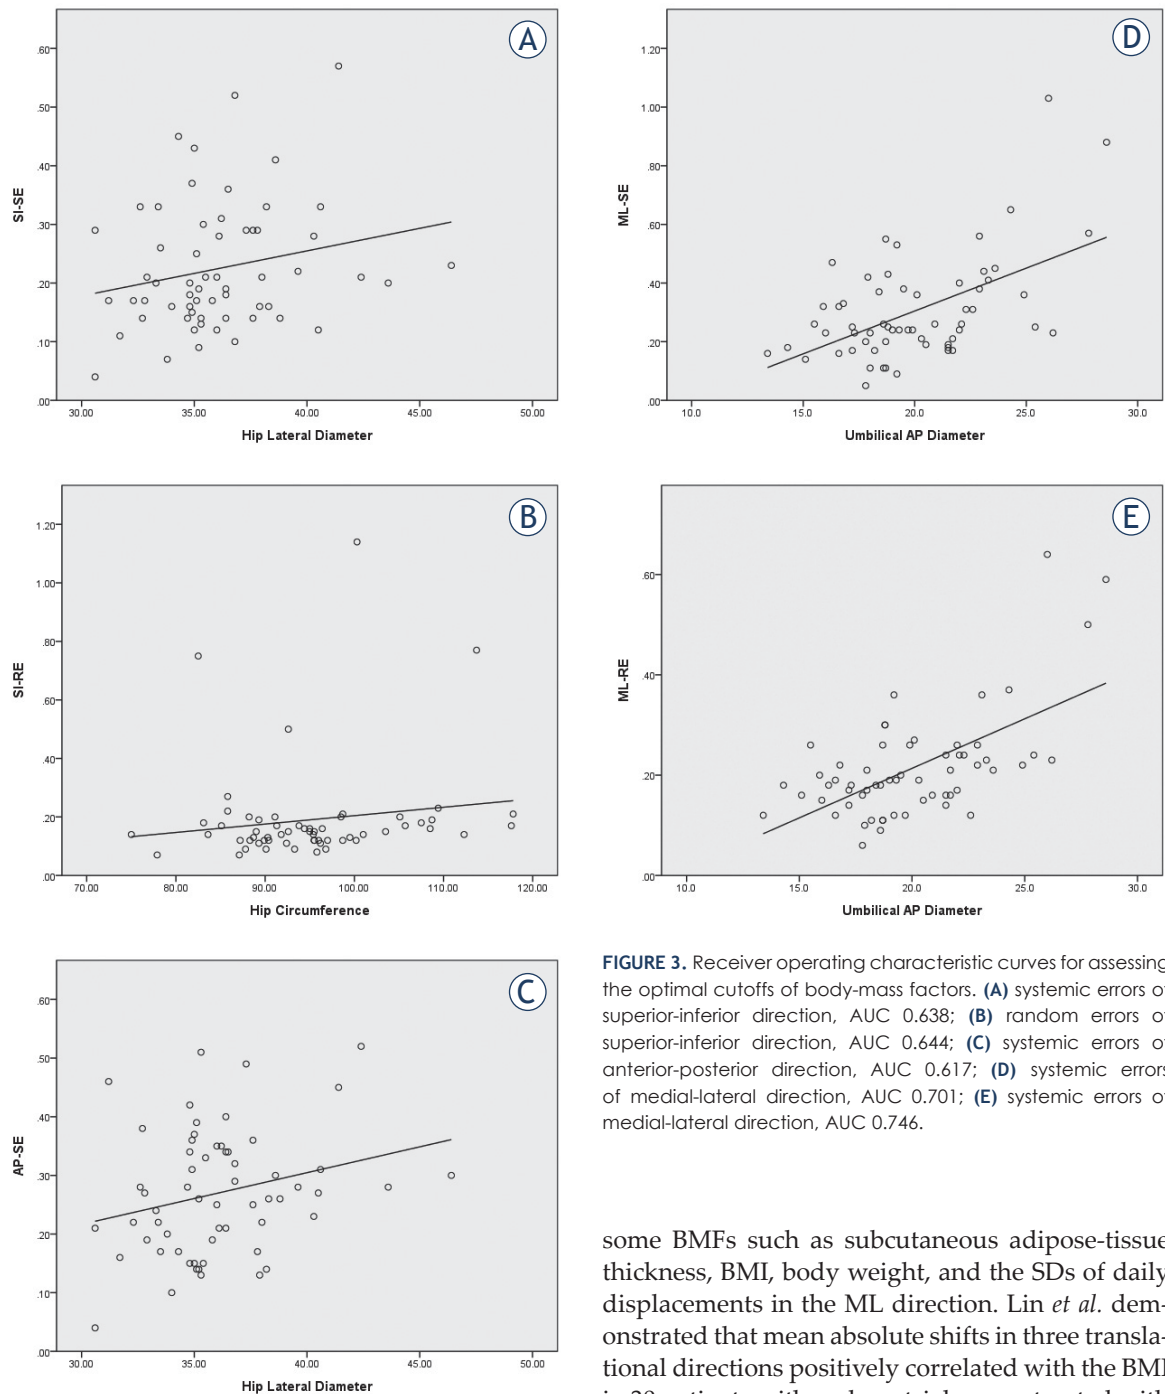 A
.60
.50
.40
.30
.20
.10
.00
SI-SE
30.00 35.00 40.00 45.00 50.00
Hip Lateral Diameter
B
1.20
1.00
.80
.60
.40
.20
.00
SI-RE
70.00 80.00 90.00 100.00 110.00 120.00
Hip Circumference
C
.60
.50
.40
.30
.20
.10
.00
AP-SE
30.00 35.00 40.00 45.00 50.00
Hip Lateral Diameter
D
1.20
1.00
.80
.60
.40
.20
.00
ML-SE
10.0 15.0 20.0 25.0 30.0
Umbilical AP Diameter
E
.60
.40
.20
.00
ML-RE
10.0 15.0 20.0 25.0 30.0
Umbilical AP Diameter
FIGURE 3. Receiver operating characteristic curves for assessing
the optimal cutoffs of body-mass factors. (A) systemic errors of
superior-inferior direction, AUC 0.638; (B) random errors of
superior-inferior direction, AUC 0.644; (C) systemic errors of
anterior-posterior direction, AUC 0.617; (D) systemic errors
of medial-lateral direction, AUC 0.701; (E) systemic errors of
medial-lateral direction, AUC 0.746.
some BMFs such as subcutaneous adipose-tissue
thickness, BMI, body weight, and the SDs of daily
displacements in the ML direction. Lin et al. dem-
onstrated that mean absolute shifts in three transla-
tional directions positively correlated with the BMI